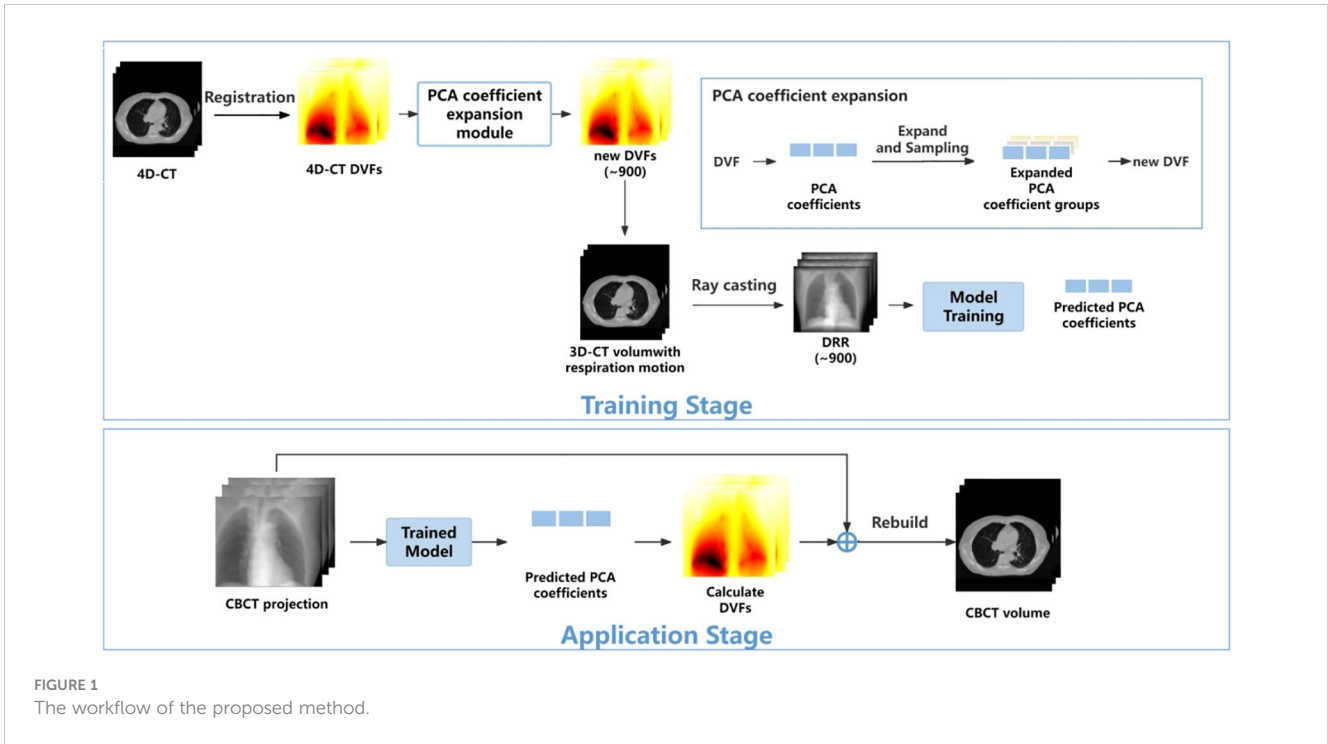 4D-CT
Registration
4D-CT DVFs
PCA coefficient
expansion
module
new DVFs
(~900)
PCA coefficient expansion
DVF
PCA
coefficients
Expand
and Sampling
Expanded
PCA
coefficient groups
new DVF
3D-CT volumwith
respiration motion
Ray casting
DRR
(~900)
Model
Training
Predicted PCA
coefficients
Training Stage
CBCT projection
Trained
Model
Predicted PCA
coefficients
Calculate
DVFs
Rebuild
CBCT volume
Application Stage
FIGURE 1
The workflow of the proposed method.